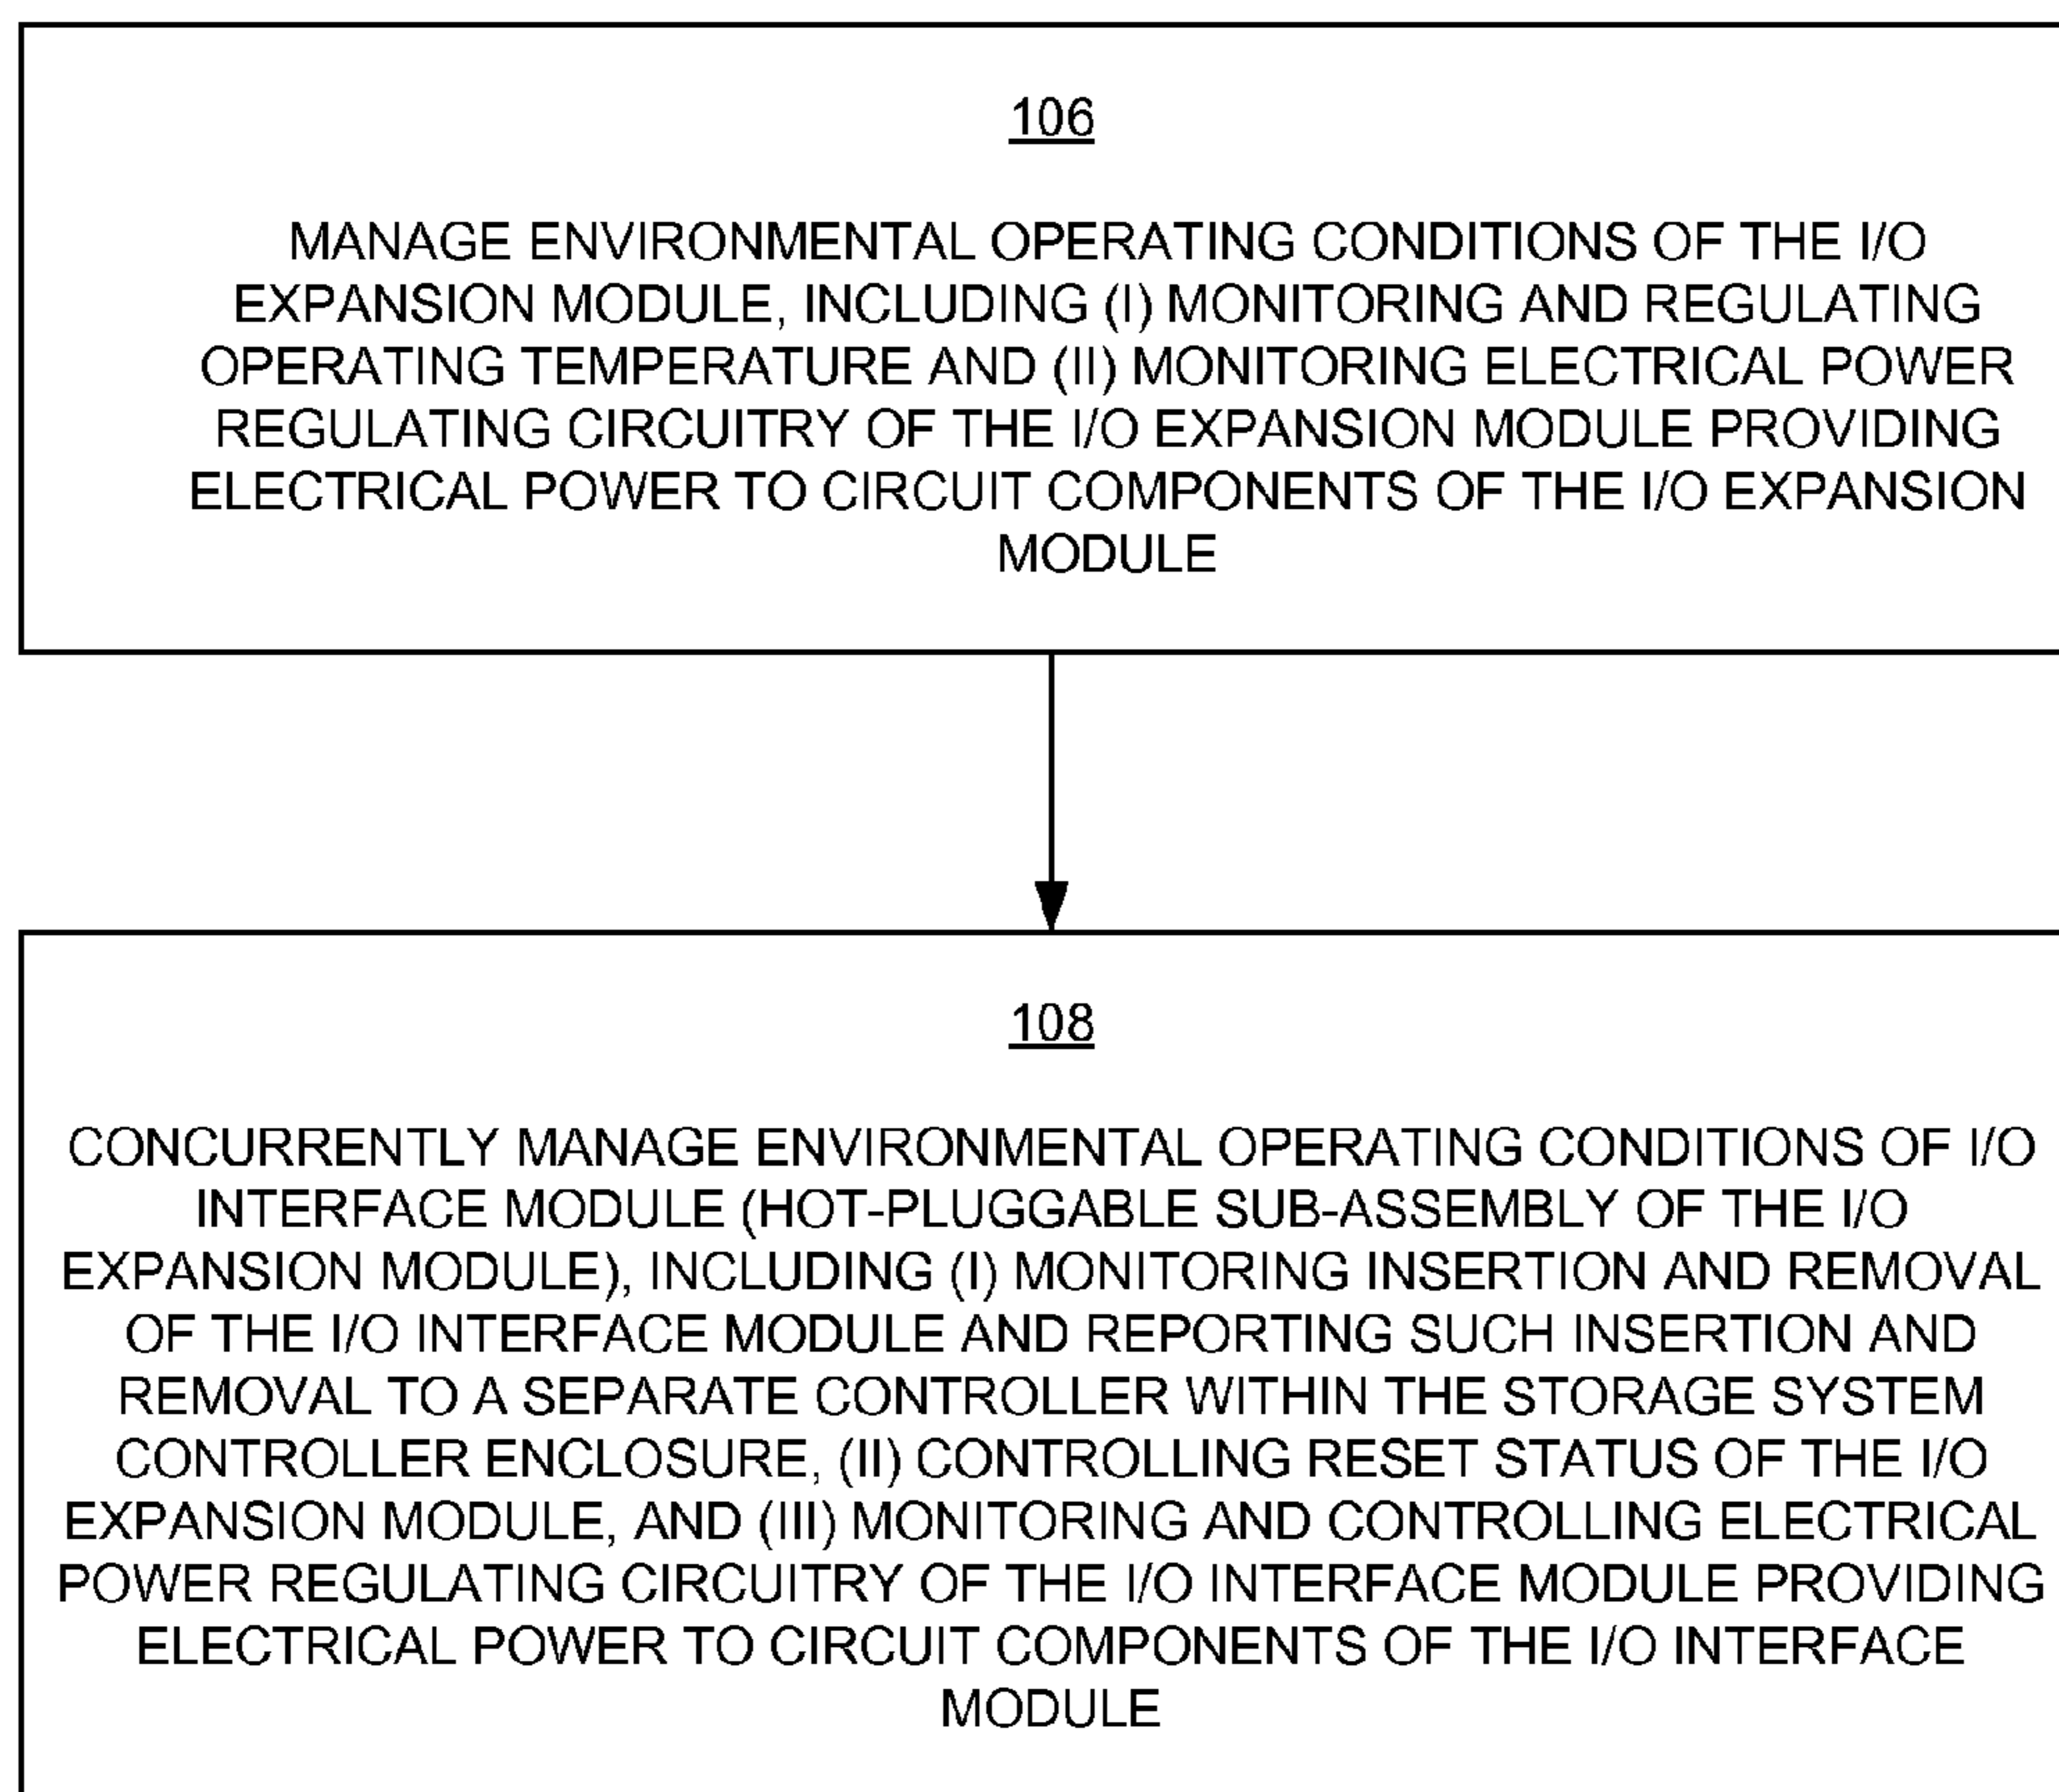 106
MANAGE ENVIRONMENTAL OPERATING CONDITIONS OF THE I/O
EXPANSION MODULE, INCLUDING (I) MONITORING AND REGULATING
OPERATING TEMPERATURE AND (II) MONITORING ELECTRICAL POWER
REGULATING CIRCUITRY OF THE I/O EXPANSION MODULE PROVIDING
ELECTRICAL POWER TO CIRCUIT COMPONENTS OF THE I/O EXPANSION
MODULE
108
CONCURRENTLY MANAGE ENVIRONMENTAL OPERATING CONDITIONS OF I/O
INTERFACE MODULE (HOT-PLUGGABLE SUB-ASSEMBLY OF THE I/O
EXPANSION MODULE), INCLUDING (I) MONITORING INSERTION AND REMOVAL
OF THE I/O INTERFACE MODULE AND REPORTING SUCH INSERTION AND
REMOVAL TO A SEPARATE CONTROLLER WITHIN THE STORAGE SYSTEM
CONTROLLER ENCLOSURE, (II) CONTROLLING RESET STATUS OF THE I/O
EXPANSION MODULE, AND (III) MONITORING AND CONTROLLING ELECTRICAL
POWER REGULATING CIRCUITRY OF THE I/O INTERFACE MODULE PROVIDING
ELECTRICAL POWER TO CIRCUIT COMPONENTS OF THE I/O INTERFACE
MODULE